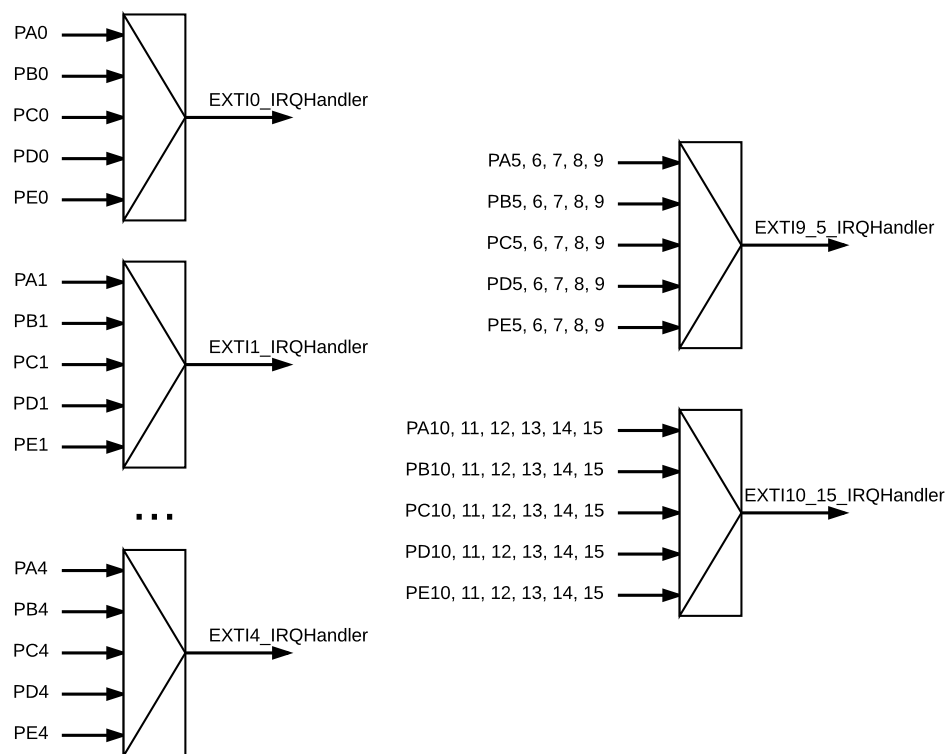 PA0
PB0
PC0
PD0
PE0
EXTI0_IRQHandler
PA1
PB1
PC1
PD1
PE1
EXTI1_IRQHandler
...
PA4
PB4
PC4
PD4
PE4
EXTI4_IRQHandler
PA5, 6, 7, 8, 9
PB5, 6, 7, 8, 9
PC5, 6, 7, 8, 9
PD5, 6, 7, 8, 9
PE5, 6, 7, 8, 9
EXTI9_5_IRQHandler
PA10, 11, 12, 13, 14, 15
PB10, 11, 12, 13, 14, 15
PC10, 11, 12, 13, 14, 15
PD10, 11, 12, 13, 14, 15
PE10, 11, 12, 13, 14, 15
EXTI10_15_IRQHandler